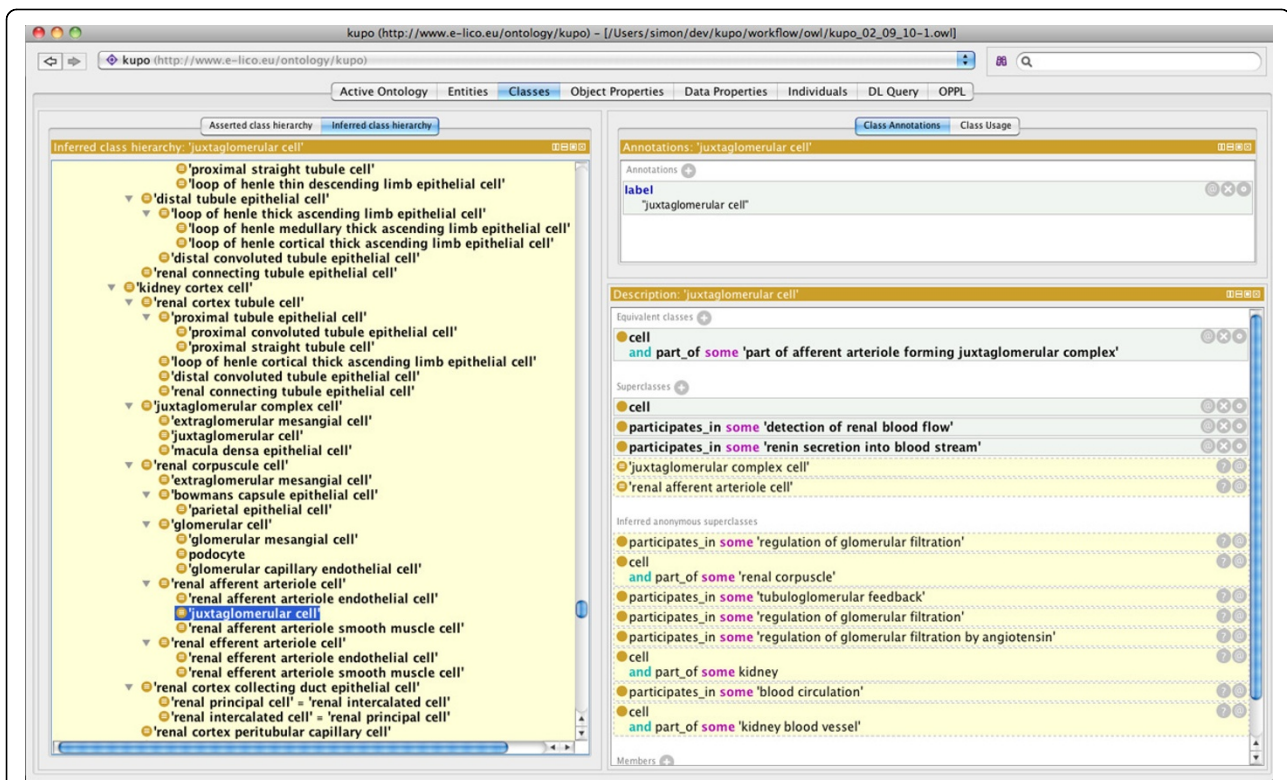 kupo (http://www.e-lico.eu/ontology/kupo) – [/Users/simon/dev/kupo/workflow/owl/kupo_02_09_10-1.owl]
kupo (http://www.e-lico.eu/ontology/kupo)
Active Ontology Entities Classes Object Properties Data Properties Individuals DL Query OPPL
Asserted class hierarchy Inferred class hierarchy
Inferred class hierarchy: 'juxtaglomerular cell'
'proximal straight tubule cell'
'loop of henle thin descending limb epithelial cell'
'distal tubule epithelial cell'
'loop of henle thick ascending limb epithelial cell'
'loop of henle medullary thick ascending limb epithelial cell'
'loop of henle cortical thick ascending limb epithelial cell'
'distal convoluted tubule epithelial cell'
'renal connecting tubule epithelial cell'
'kidney cortex cell'
'renal cortex tubule cell'
'proximal tubule epithelial cell'
'proximal convoluted tubule epithelial cell'
'proximal straight tubule cell'
'loop of henle cortical thick ascending limb epithelial cell'
'distal convoluted tubule epithelial cell'
'renal connecting tubule epithelial cell'
'juxtaglomerular complex cell'
'extraglomerular mesangial cell'
'juxtaglomerular cell'
'macula densa epithelial cell'
'renal corpuscule cell'
'extraglomerular mesangial cell'
'bowmans capsule epithelial cell'
'parietal epithelial cell'
'glomerular cell'
'glomerular mesangial cell'
podocyte
'glomerular capillary endothelial cell'
'renal afferent arteriole cell'
'renal afferent arteriole endothelial cell'
'juxtaglomerular cell'
'renal afferent arteriole smooth muscle cell'
'renal efferent arteriole cell'
'renal efferent arteriole endothelial cell'
'renal efferent arteriole smooth muscle cell'
'renal cortex collecting duct epithelial cell'
'renal principal cell' = 'renal intercalated cell'
'renal intercalated cell' = 'renal principal cell'
'renal cortex peritubular capillary cell'
Class Annotations Class Usage
Annotations: 'juxtaglomerular cell'
Annotations
label
"juxtaglomerular cell"
Description: 'juxtaglomerular cell'
Equivalent classes
cell
and part_of some 'part of afferent arteriole forming juxtaglomerular complex'
Superclasses
cell
participates_in some 'detection of renal blood flow'
participates_in some 'renin secretion into blood stream'
'juxtaglomerular complex cell'
'renal afferent arteriole cell'
Inferred anonymous superclasses
participates_in some 'regulation of glomerular filtration'
cell
and part_of some 'renal corpuscle'
participates_in some 'tubuloglomerular feedback'
participates_in some 'regulation of glomerular filtration'
participates_in some 'regulation of glomerular filtration by angiotensin'
cell
and part_of some kidney
participates_in some 'blood circulation'
cell
and part_of some 'kidney blood vessel'
Members